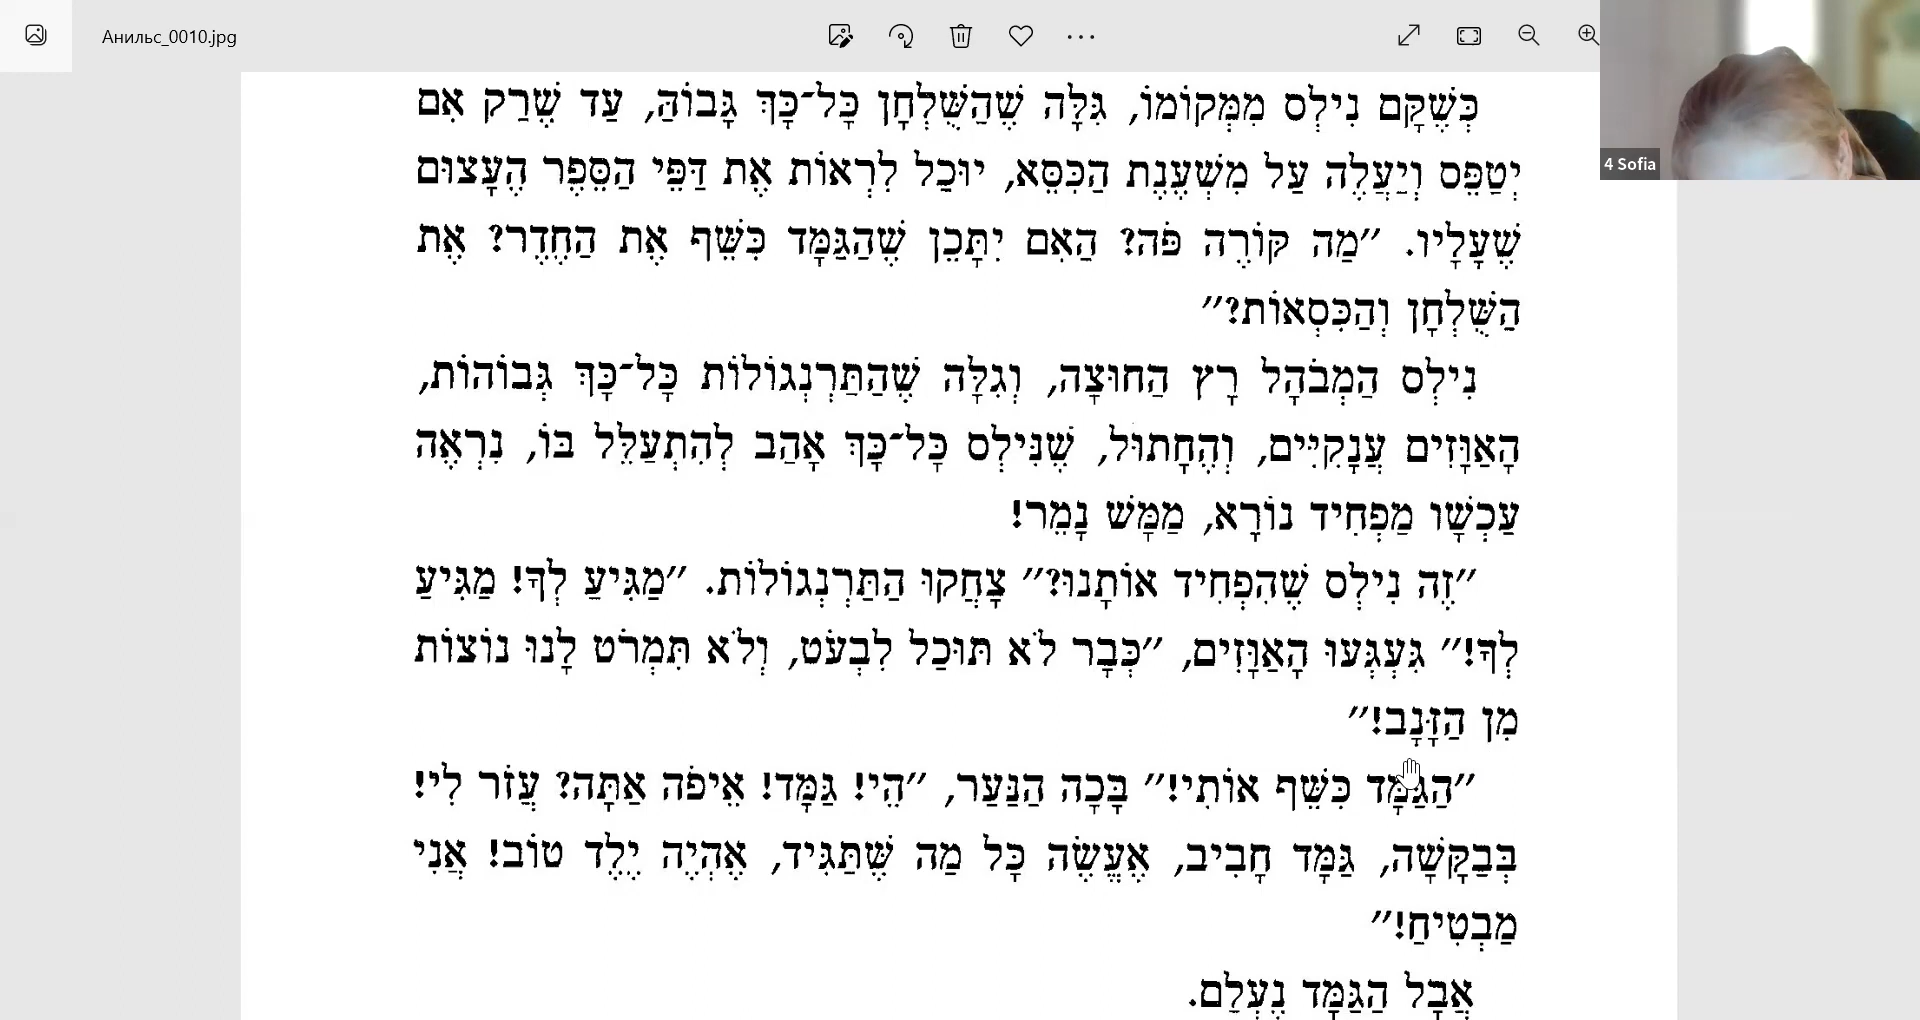 Анильс_0010.jpg
4 Sofia
כְּשֶׁקָּם נִילְס מִמְּקוֹמוֹ, גִּלָּה שֶׁהַשֻּׁלְחָן כָּל־כָּךְ גָּבוֹהַּ, עַד שֶׁרַק אִם
יְטַפֵּס וְיַעֲלֶה עַל מִשְׁעֶנֶת הַכִּסֵּא, יוּכַל לִרְאוֹת אֶת דַּפֵּי הַסֵּפֶר הֶעָצוּם
שֶׁעָלָיו. ״מַה קּוֹרֶה פֹּה? הַאִם יִתָּכֵן שֶׁהַגַּמָּד כִּשֵּׁף אֶת הַחֶדֶר? אֶת
הַשֻּׁלְחָן וְהַכִּסְאוֹת?״
נִילְס הַמְבֹהָל רָץ הַחוּצָה, וְגִלָּה שֶׁהַתַּרְנְגוֹלוֹת כָּל־כָּךְ גְּבוֹהוֹת,
הָאַוָּזִים עֲנָקִיִּים, וְהֶחָתוּל, שֶׁנִּילְס כָּל־כָּךְ אָהַב לְהִתְעַלֵּל בּוֹ, נִרְאֶה
עַכְשָׁו מַפְחִיד נוֹרָא, מַמָּשׁ נָמֵר!
״זֶה נִילְס שֶׁהִפְחִיד אוֹתָנוּ?״ צָחֲקוּ הַתַּרְנְגוֹלוֹת. ״מַגִּיעַ לְךָ! מַגִּיעַ
לְךָ!״ גִּעְגְּעוּ הָאַוָּזִים, ״כְּבָר לֹא תּוּכַל לִבְעֹט, וְלֹא תִּמְרֹט לָנוּ נוֹצוֹת
מִן הַזָּנָב!״
״הַגַּמָּד כִּשֵּׁף אוֹתִי!״ בָּכָה הַנַּעַר, ״הֵי! גַּמָּד! אֵיפֹה אַתָּה? עֲזֹר לִי!
בְּבַקָּשָׁה, גַּמָּד חָבִיב, אֶעֱשֶׂה כָּל מַה שֶּׁתַּגִּיד, אֶהְיֶה יֶלֶד טוֹב! אֲנִי
מַבְטִיחַ!״
אֲבָל הַגַּמָּד נֶעְלַם.